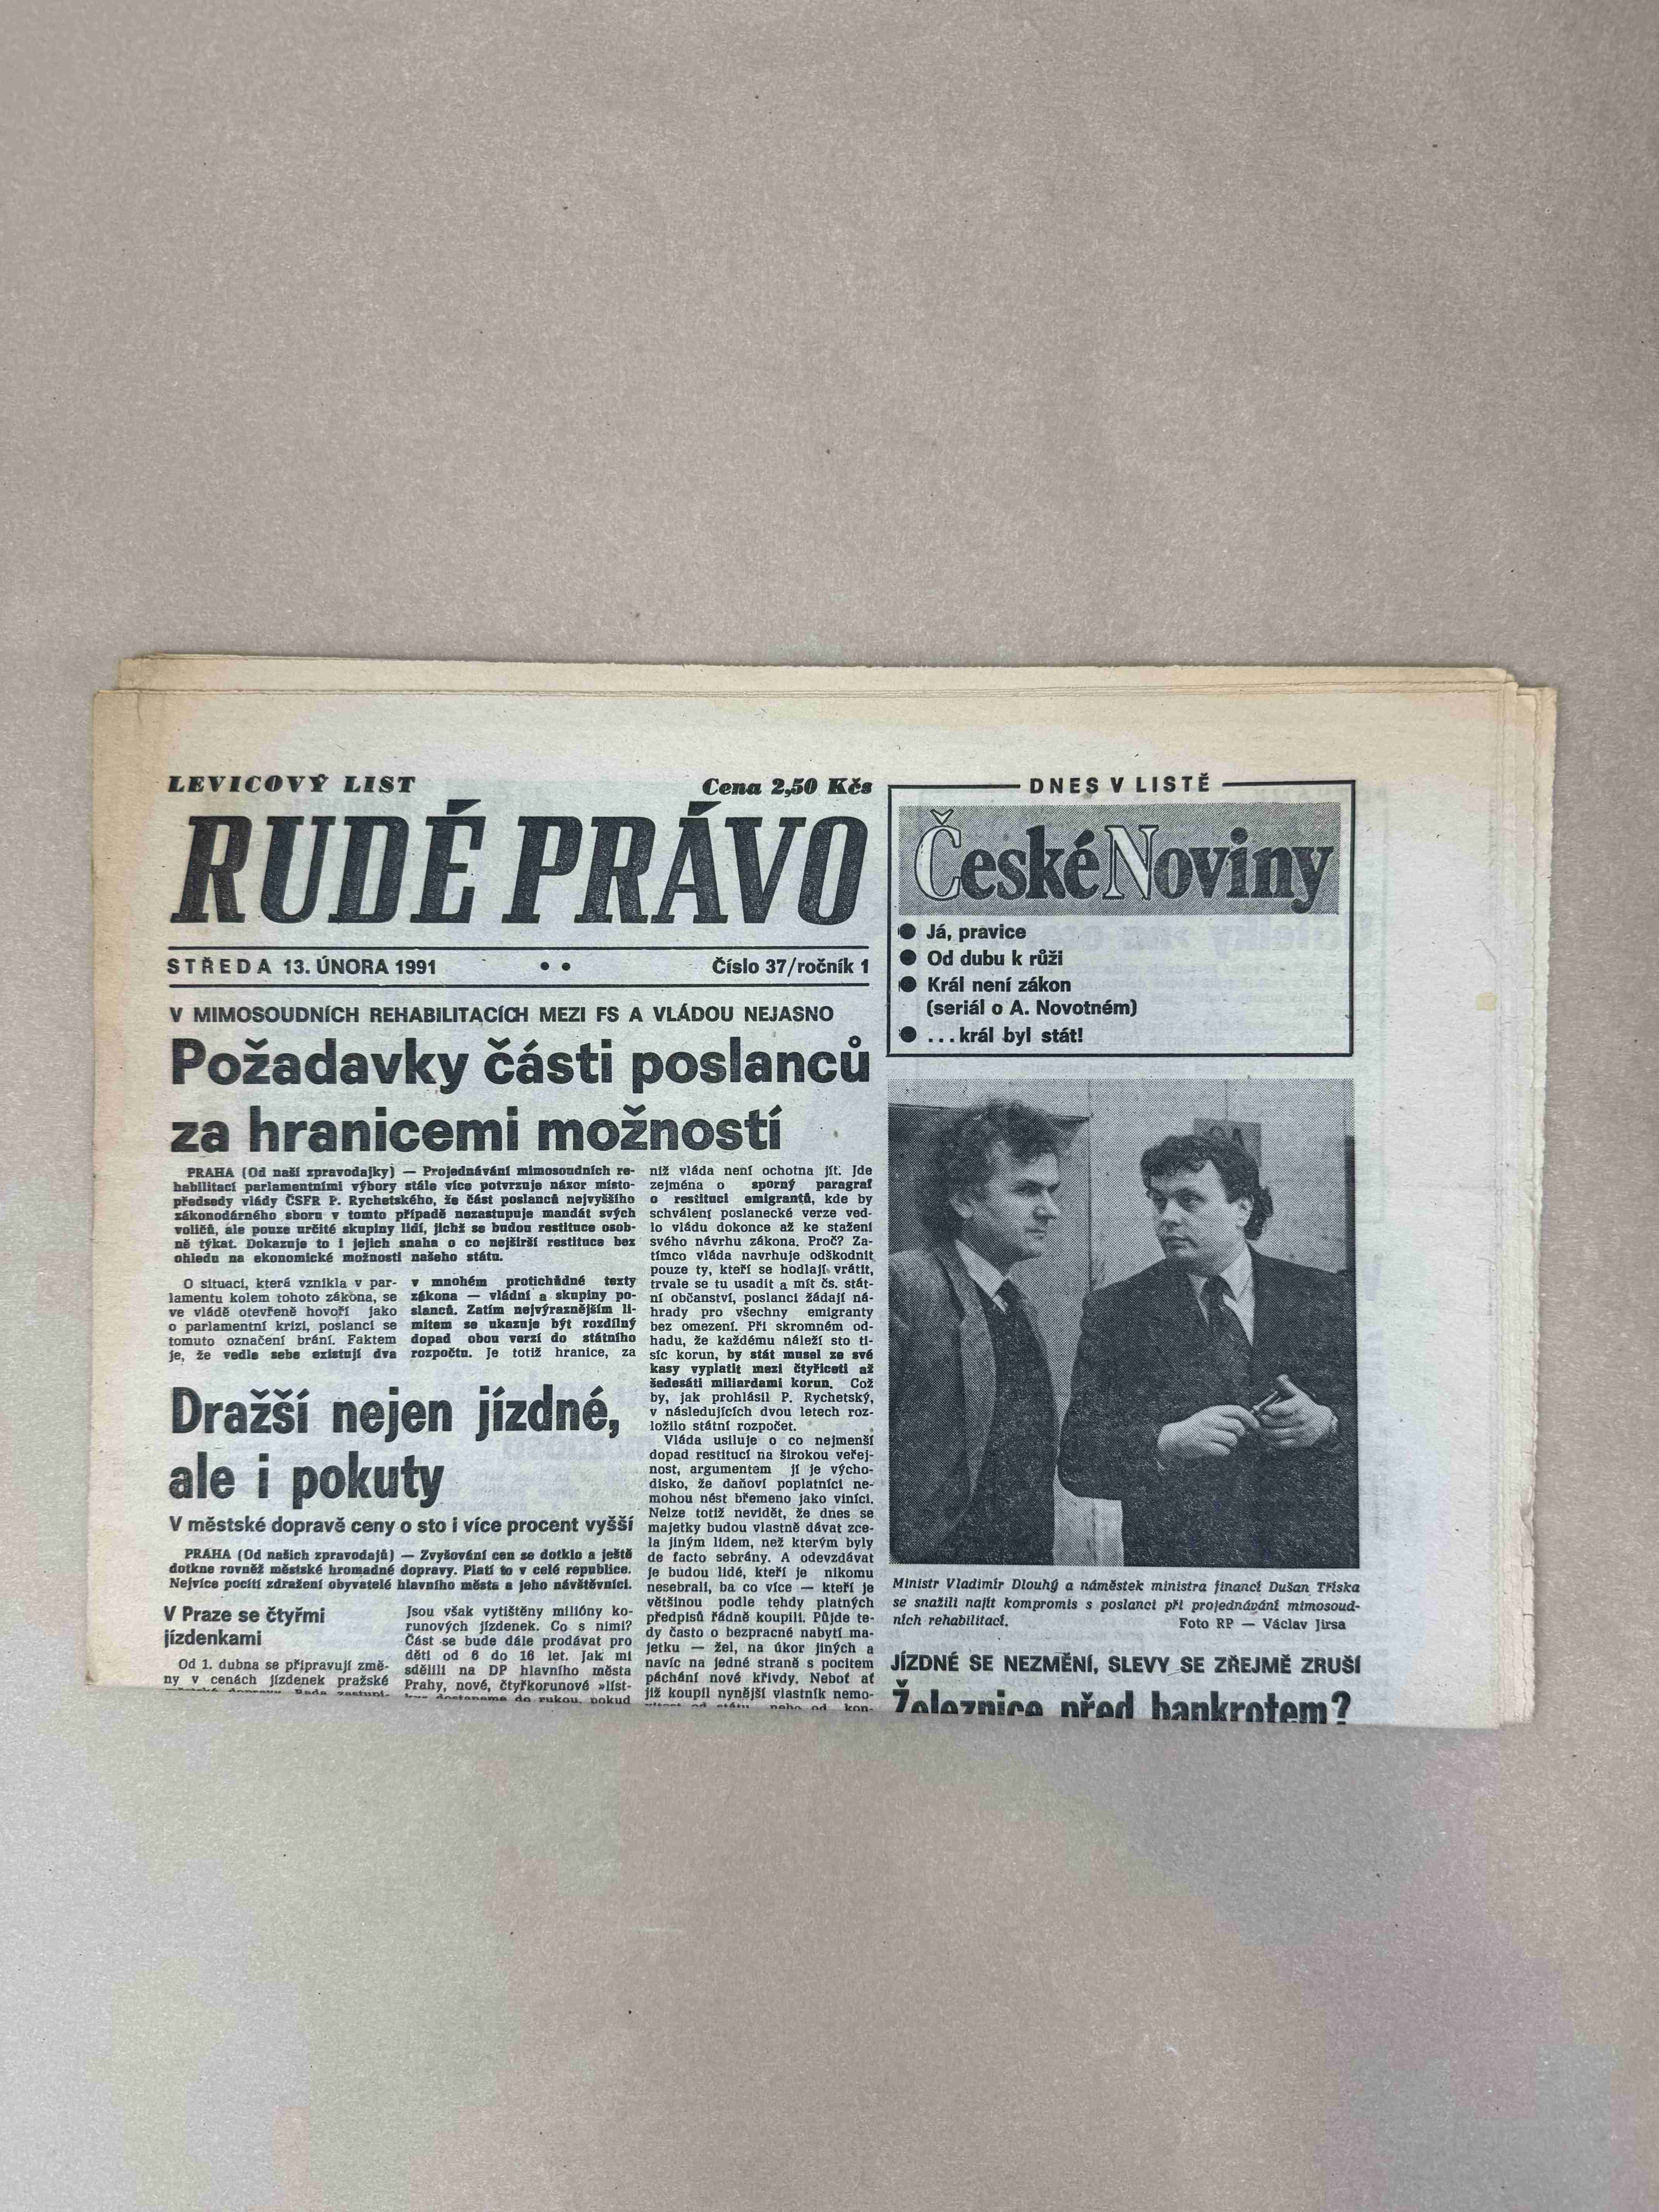 LEVICOVÝ LIST
Cena 2,50 Kčs
RUDÉ PRÁVO
STŘEDA 13. ÚNORA 1991 • • Číslo 37/ročník 1
DNES V LISTĚ
České Noviny
● Já, pravice
● Od dubu k růži
● Král není zákon
(seriál o A. Novotném)
● ...král byl stát!
V MIMOSOUDNÍCH REHABILITACÍCH MEZI FS A VLÁDOU NEJASNO
Požadavky části poslanců
za hranicemi možností
PRAHA (Od naší zpravodajky) — Projednávání mimosoudních re-
habilitací parlamentními výbory stále více potvrzuje názor místo-
předsedy vlády ČSFR P. Rychetského, že část poslanců nejvyššího
zákonodárného sboru v tomto případě nezastupuje mandát svých
voličů, ale pouze určité skupiny lidí, jichž se budou restituce osob-
ně týkat. Dokazuje to i jejich snaha o co nejširší restituce bez
ohledu na ekonomické možnosti našeho státu.
O situaci, která vznikla v par-
lamentu kolem tohoto zákona, se
ve vládě otevřeně hovoří jako
o parlamentní krizi, poslanci se
tomuto označení brání. Faktem
je, že vedle sebe existují dva
v mnohém protichůdné texty
zákona — vládní a skupiny po-
slanců. Zatím nejvýraznějším li-
mitem se ukazuje být rozdílný
dopad obou verzí do státního
rozpočtu. Je totiž hranice, za
niž vláda není ochotna jít. Jde
zejména o sporný paragraf
o restituci emigrantů, kde by
schválení poslanecké verze ved-
lo vládu dokonce až ke stažení
svého návrhu zákona. Proč? Za-
tímco vláda navrhuje odškodnit
pouze ty, kteří se hodlají vrátit,
trvale se tu usadit a mít čs. stát-
ní občanství, poslanci žádají ná-
hrady pro všechny emigranty
bez omezení. Při skromném od-
hadu, že každému náleží sto ti-
síc korun, by stát musel ze své
kasy vyplatit mezi čtyřiceti až
šedesáti miliardami korun. Což
by, jak prohlásil P. Rychetský,
v následujících dvou letech roz-
ložilo státní rozpočet.
Vláda usiluje o co nejmenší
dopad restitucí na širokou veřej-
nost, argumentem jí je výcho-
disko, že daňoví poplatníci ne-
mohou nést břemeno jako viníci.
Nelze totiž nevidět, že dnes se
majetky budou vlastně dávat zce-
la jiným lidem, než kterým byly
de facto sebrány. A odevzdávat
je budou lidé, kteří je nikomu
nesebrali, ba co více — kteří je
většinou podle tehdy platných
předpisů řádně koupili. Půjde te-
dy často o bezpracné nabytí ma-
jetku — žel, na úkor jiných a
navíc na jedné straně s pocitem
páchání nové křivdy. Neboť ať
již koupil nynější vlastník nemo-
Dražší nejen jízdné,
ale i pokuty
V městské dopravě ceny o sto i více procent vyšší
PRAHA (Od našich zpravodajů) — Zvyšování cen se dotklo a ještě
dotkne rovněž městské hromadné dopravy. Platí to v celé republice.
Nejvíce pocítí zdražení obyvatelé hlavního města a jeho návštěvníci.
V Praze se čtyřmi
jízdenkami
Od 1. dubna se připravují změ-
ny v cenách jízdenek pražské
Jsou však vytištěny milióny ko-
runových jízdenek. Co s nimi?
Část se bude dále prodávat pro
děti od 6 do 16 let. Jak mi
sdělili na DP hlavního města
Prahy, nové, čtyřkorunové »líst-
Ministr Vladimír Dlouhý a náměstek ministra financí Dušan Tříska
se snažili najít kompromis s poslanci při projednávání mimosoud-
ních rehabilitací. Foto RP — Václav Jirsa
JÍZDNÉ SE NEZMĚNÍ, SLEVY SE ZŘEJMĚ ZRUŠÍ
Železnice před bankrotem?